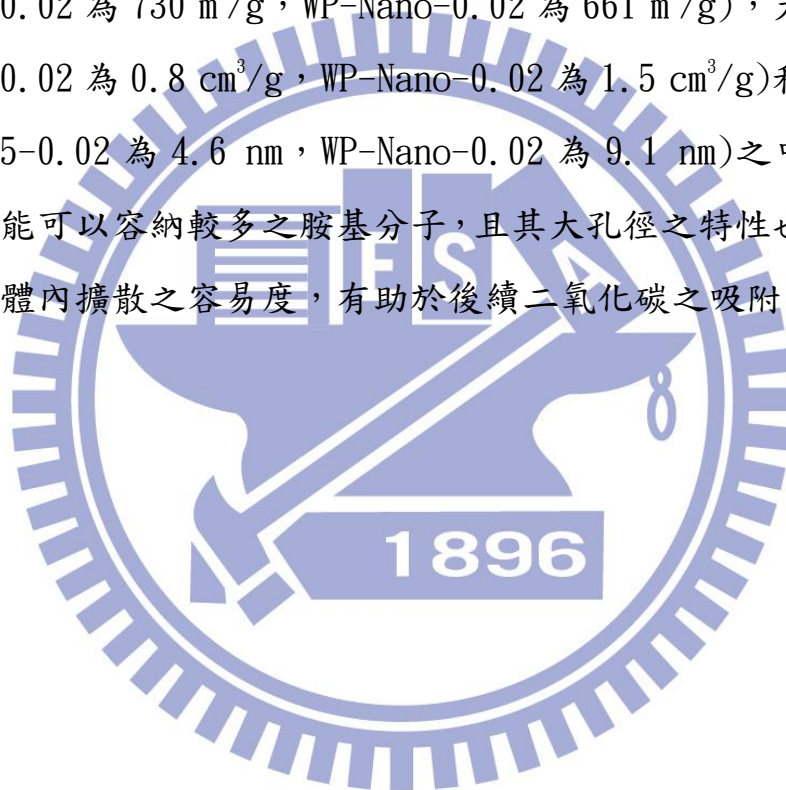 0.02 為 730 m /g，WP-Nano-0.02 為 661 m /g)，
0.02 為 0.8 cm³/g，WP-Nano-0.02 為 1.5 cm³/g)
5-0.02 為 4.6 nm，WP-Nano-0.02 為 9.1 nm)之
能可以容納較多之胺基分子，且其大孔徑之特性
體內擴散之容易度，有助於後續二氧化碳之吸附
E S A
8
1896